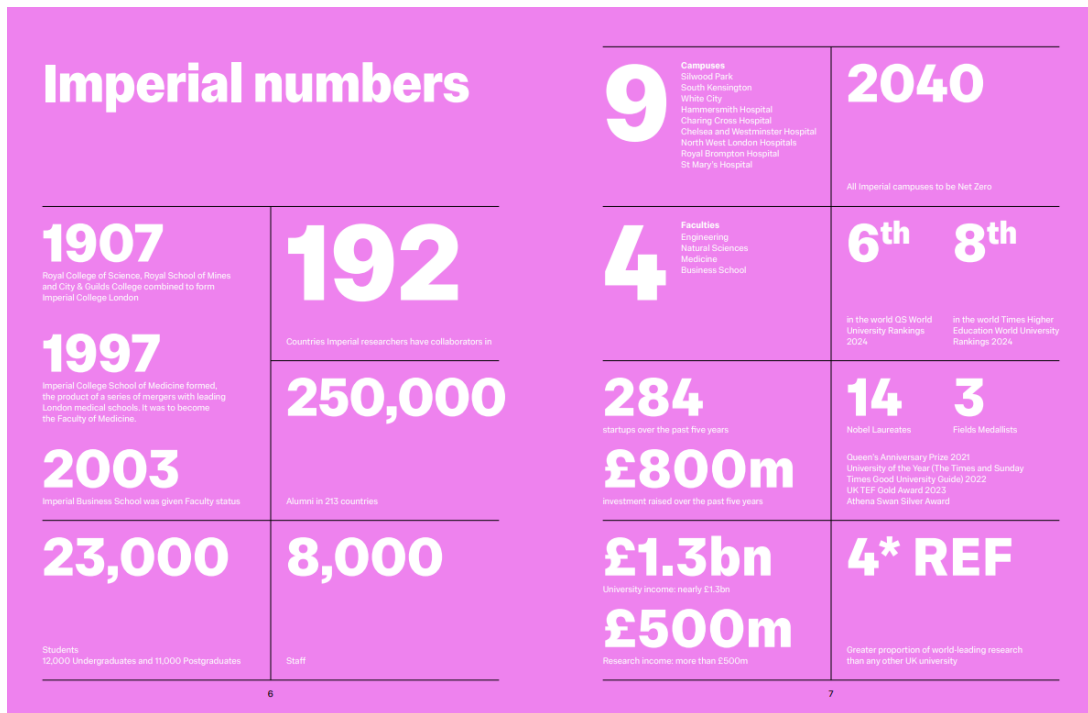 Imperial numbers
1907
Royal College of Science, Royal School of Mines
and City & Guilds College combined to form
Imperial College London
1997
Imperial College School of Medicine formed,
the product of a series of mergers with leading
London medical schools. It was to become
the Faculty of Medicine.
2003
Imperial Business School was given Faculty status
192
Countries Imperial researchers have collaborators in
250,000
Alumni in 213 countries
23,000
Students
12,000 Undergraduates and 11,000 Postgraduates
8,000
Staff
6
9
Campuses
Silwood Park
South Kensington
White City
Hammersmith Hospital
Charing Cross Hospital
Chelsea and Westminster Hospital
North West London Hospitals
Royal Brompton Hospital
St Mary's Hospital
2040
All Imperial campuses to be Net Zero
4
Faculties
Engineering
Natural Sciences
Medicine
Business School
6th
in the world QS World
University Rankings
2024
8th
in the world Times Higher
Education World University
Rankings 2024
284
startups over the past five years
£800m
investment raised over the past five years
14
Nobel Laureates
3
Fields Medallists
Queen's Anniversary Prize 2021
University of the Year (The Times and Sunday
Times Good University Guide) 2022
UK TEF Gold Award 2023
Athena Swan Silver Award
£1.3bn
University income: nearly £1.3bn
£500m
Research income: more than £500m
4* REF
Greater proportion of world-leading research
than any other UK university
7